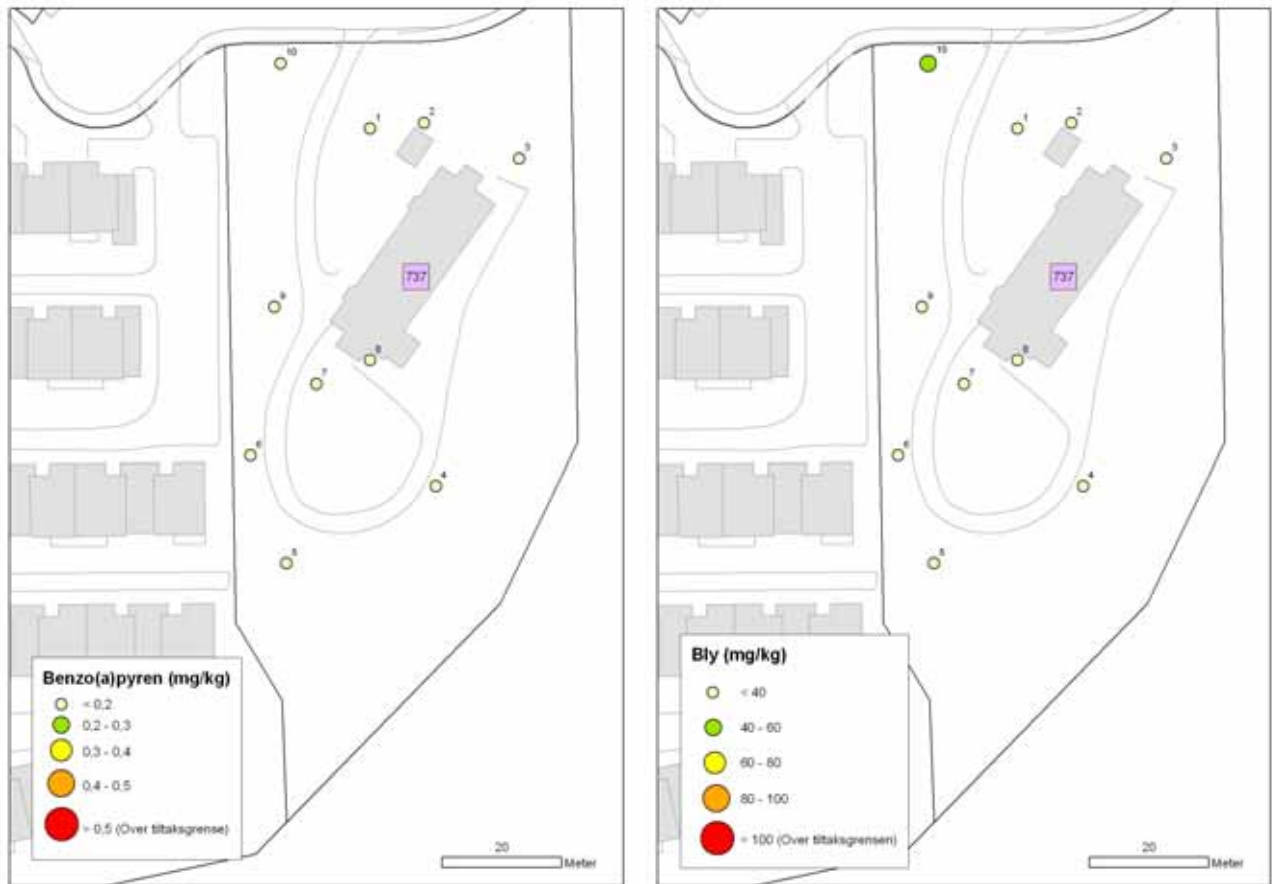 10
1
2
3
737
9
8
7
6
4
5
Benzo(a)pyren (mg/kg)
< 0,2
0,2 - 0,3
0,3 - 0,4
0,4 - 0,5
> 0,5 (Over tiltaksgrense)
20
Meter
10
1
2
3
737
9
8
7
6
4
5
Bly (mg/kg)
< 40
40 - 60
60 - 80
80 - 100
> 100 (Over tiltaksgrensen)
20
Meter